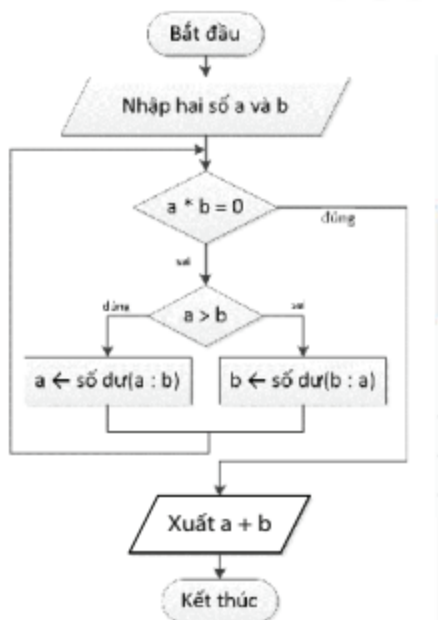 Bắt đầu
Nhập hai số a và b
a * b = 0
đúng
sai
a > b
đúng
sai
a ← số dư(a : b)
b ← số dư(b : a)
Xuất a + b
Kết thúc